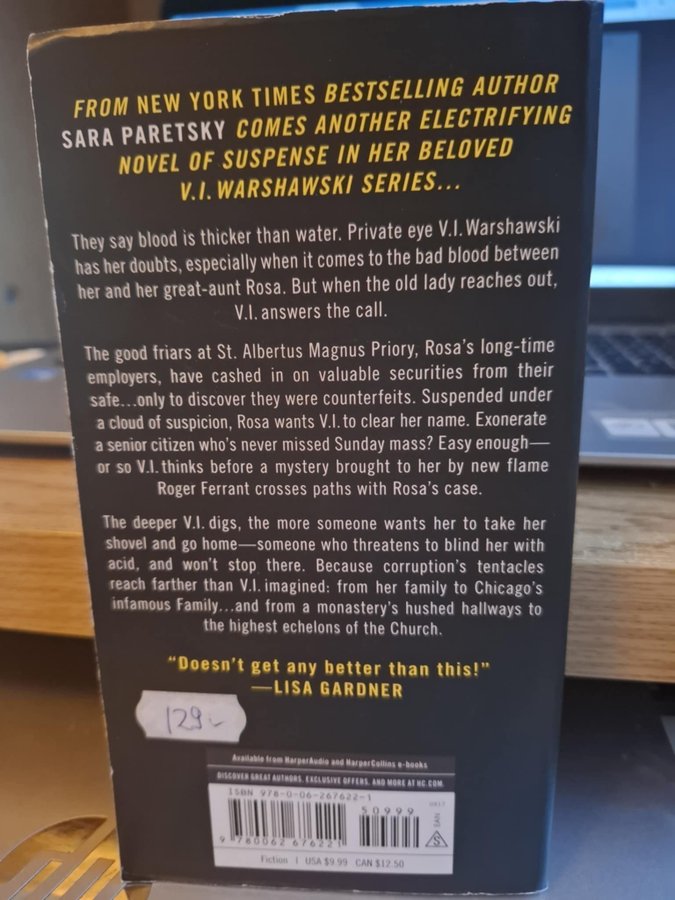 FROM NEW YORK TIMES BESTSELLING AUTHOR
SARA PARETSKY COMES ANOTHER ELECTRIFYING
NOVEL OF SUSPENSE IN HER BELOVED
V.I. WARSHAWSKI SERIES...
They say blood is thicker than water. Private eye V.I. Warshawski
has her doubts, especially when it comes to the bad blood between
her and her great-aunt Rosa. But when the old lady reaches out,
V.I. answers the call.
The good friars at St. Albertus Magnus Priory, Rosa's long-time
employers, have cashed in on valuable securities from their
safe...only to discover they were counterfeits. Suspended under
a cloud of suspicion, Rosa wants V.I. to clear her name. Exonerate
a senior citizen who's never missed Sunday mass? Easy enough—
or so V.I. thinks before a mystery brought to her by new flame
Roger Ferrant crosses paths with Rosa's case.
The deeper V.I. digs, the more someone wants her to take her
shovel and go home—someone who threatens to blind her with
acid, and won't stop there. Because corruption's tentacles
reach farther than V.I. imagined: from her family to Chicago's
infamous Family...and from a monastery's hushed hallways to
the highest echelons of the Church.
"Doesn't get any better than this!"
—LISA GARDNER
129-
Available from HarperAudio and HarperCollins e-books
DISCOVER GREAT AUTHORS, EXCLUSIVE OFFERS, AND MORE AT HC.COM.
ISBN 978-0-06-267622-1
50999
0817
EAN
S
9 780062 676221
Fiction | USA $9.99 CAN $12.50